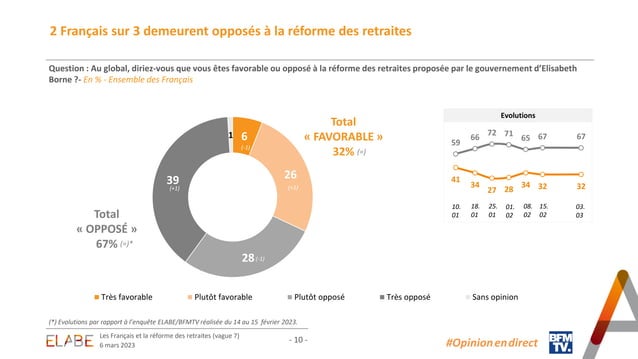 2 Français sur 3 demeurent opposés à la réforme des retraites
Question : Au global, diriez-vous que vous êtes favorable ou opposé à la réforme des retraites proposée par le gouvernement d'Elisabeth
Borne ?- En % - Ensemble des Français
Total
« FAVORABLE »
32% (=)
1
6
(-1)
26
(+1)
39
(+1)
28 (-1)
Total
« OPPOSÉ »
67% (=)*
Evolutions
59 66 72 71 65 67 67
41 34 27 28 34 32 32
10. 18. 25. 01. 08. 15. 03.
01 01 01 02 02 02 03
Très favorable Plutôt favorable Plutôt opposé Très opposé Sans opinion
(*) Evolutions par rapport à l'enquête ELABE/BFMTV réalisée du 14 au 15 février 2023.
ELABE
Les Français et la réforme des retraites [vague 7]
6 mars 2023
- 10 -
#Opinion en direct
BFM
TV.